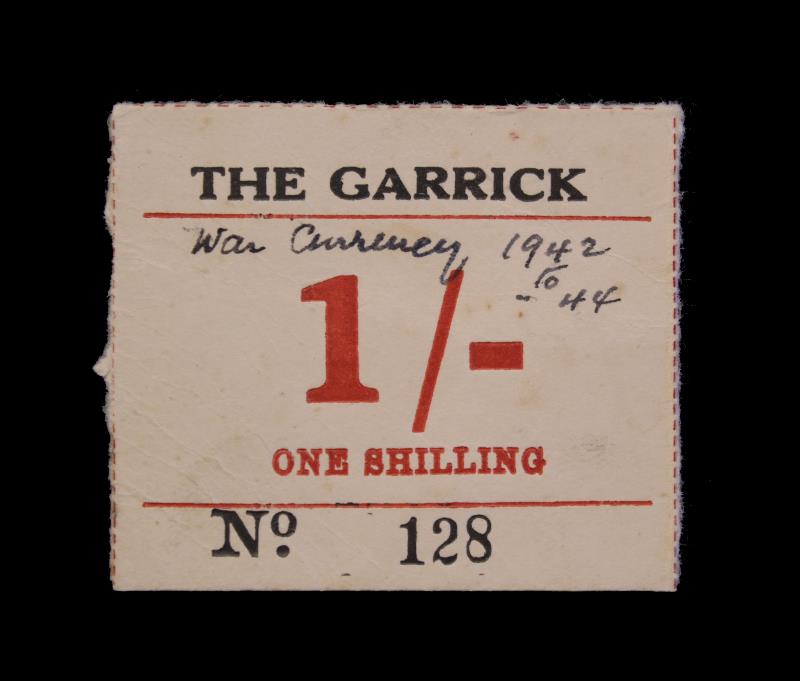 THE GARRICK
War Currency 1942
to 44
1/-
ONE SHILLING
Nº 128